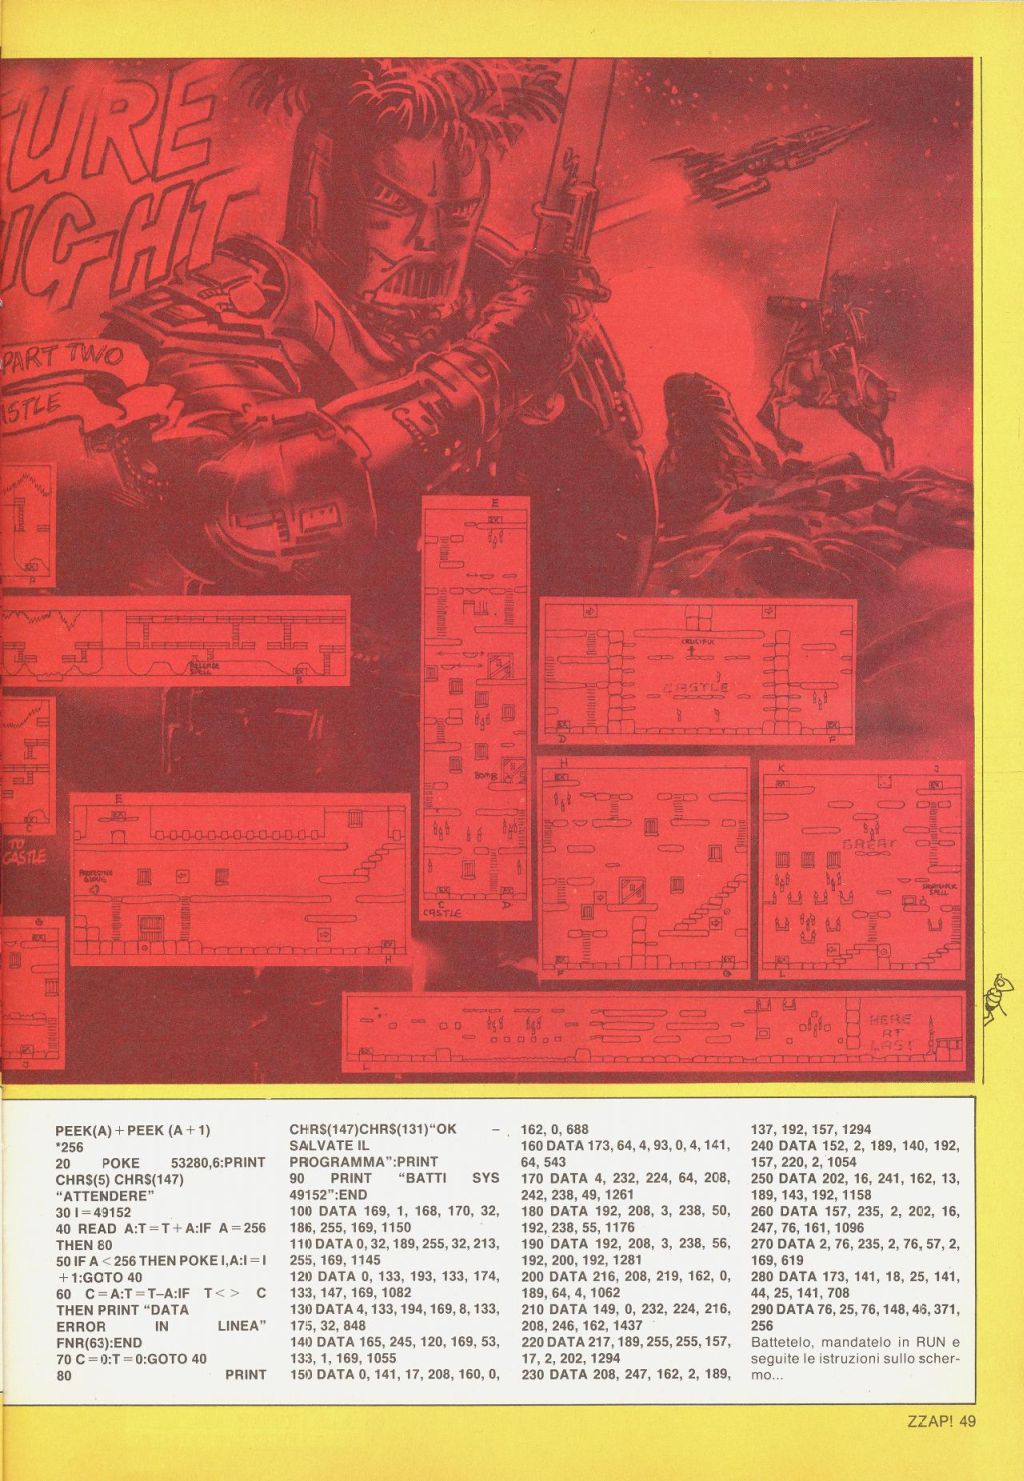 TURE
IGHT
PART TWO
ASTLE
RELEASE
SPELL
B
C
TO
CASTLE
E
PROTECTIVE
H
E
BOMB
C
D
CASTLE
CRUSIFIX
CASTLE
D
F
H
F
G
K
J
GREAT
SPELL
L
HERE
AT
LAST
L
PEEK(A)+PEEK (A+1)
*256
20 POKE 53280,6:PRINT
CHR$(5) CHR$(147)
"ATTENDERE"
30 I=49152
40 READ A:T=T+A:IF A=256
THEN 80
50 IF A<256 THEN POKE I,A:I=I
+1:GOTO 40
60 C=A:T=T-A:IF T<> C
THEN PRINT "DATA
ERROR IN LINEA"
FNR(63):END
70 C=0:T=0:GOTO 40
80 PRINT
CHR$(147)CHR$(131)"OK –
SALVATE IL
PROGRAMMA":PRINT
90 PRINT "BATTI SYS
49152":END
100 DATA 169, 1, 168, 170, 32,
186, 255, 169, 1150
110 DATA 0, 32, 189, 255, 32, 213,
255, 169, 1145
120 DATA 0, 133, 193, 133, 174,
133, 147, 169, 1082
130 DATA 4, 133, 194, 169, 8, 133,
175, 32, 848
140 DATA 165, 245, 120, 169, 53,
133, 1, 169, 1055
150 DATA 0, 141, 17, 208, 160, 0,
162, 0, 688
160 DATA 173, 64, 4, 93, 0, 4, 141,
64, 543
170 DATA 4, 232, 224, 64, 208,
242, 238, 49, 1261
180 DATA 192, 208, 3, 238, 50,
192, 238, 55, 1176
190 DATA 192, 208, 3, 238, 56,
192, 200, 192, 1281
200 DATA 216, 208, 219, 162, 0,
189, 64, 4, 1062
210 DATA 149, 0, 232, 224, 216,
208, 246, 162, 1437
220 DATA 217, 189, 255, 255, 157,
17, 2, 202, 1294
230 DATA 208, 247, 162, 2, 189,
137, 192, 157, 1294
240 DATA 152, 2, 189, 140, 192,
157, 220, 2, 1054
250 DATA 202, 16, 241, 162, 13,
189, 143, 192, 1158
260 DATA 157, 235, 2, 202, 16,
247, 76, 161, 1096
270 DATA 2, 76, 235, 2, 76, 57, 2,
169, 619
280 DATA 173, 141, 18, 25, 141,
44, 25, 141, 708
290 DATA 76, 25, 76, 148, 46, 371,
256
Battetelo, mandatelo in RUN e
seguite le istruzioni sullo scher-
mo...
ZZAP! 49